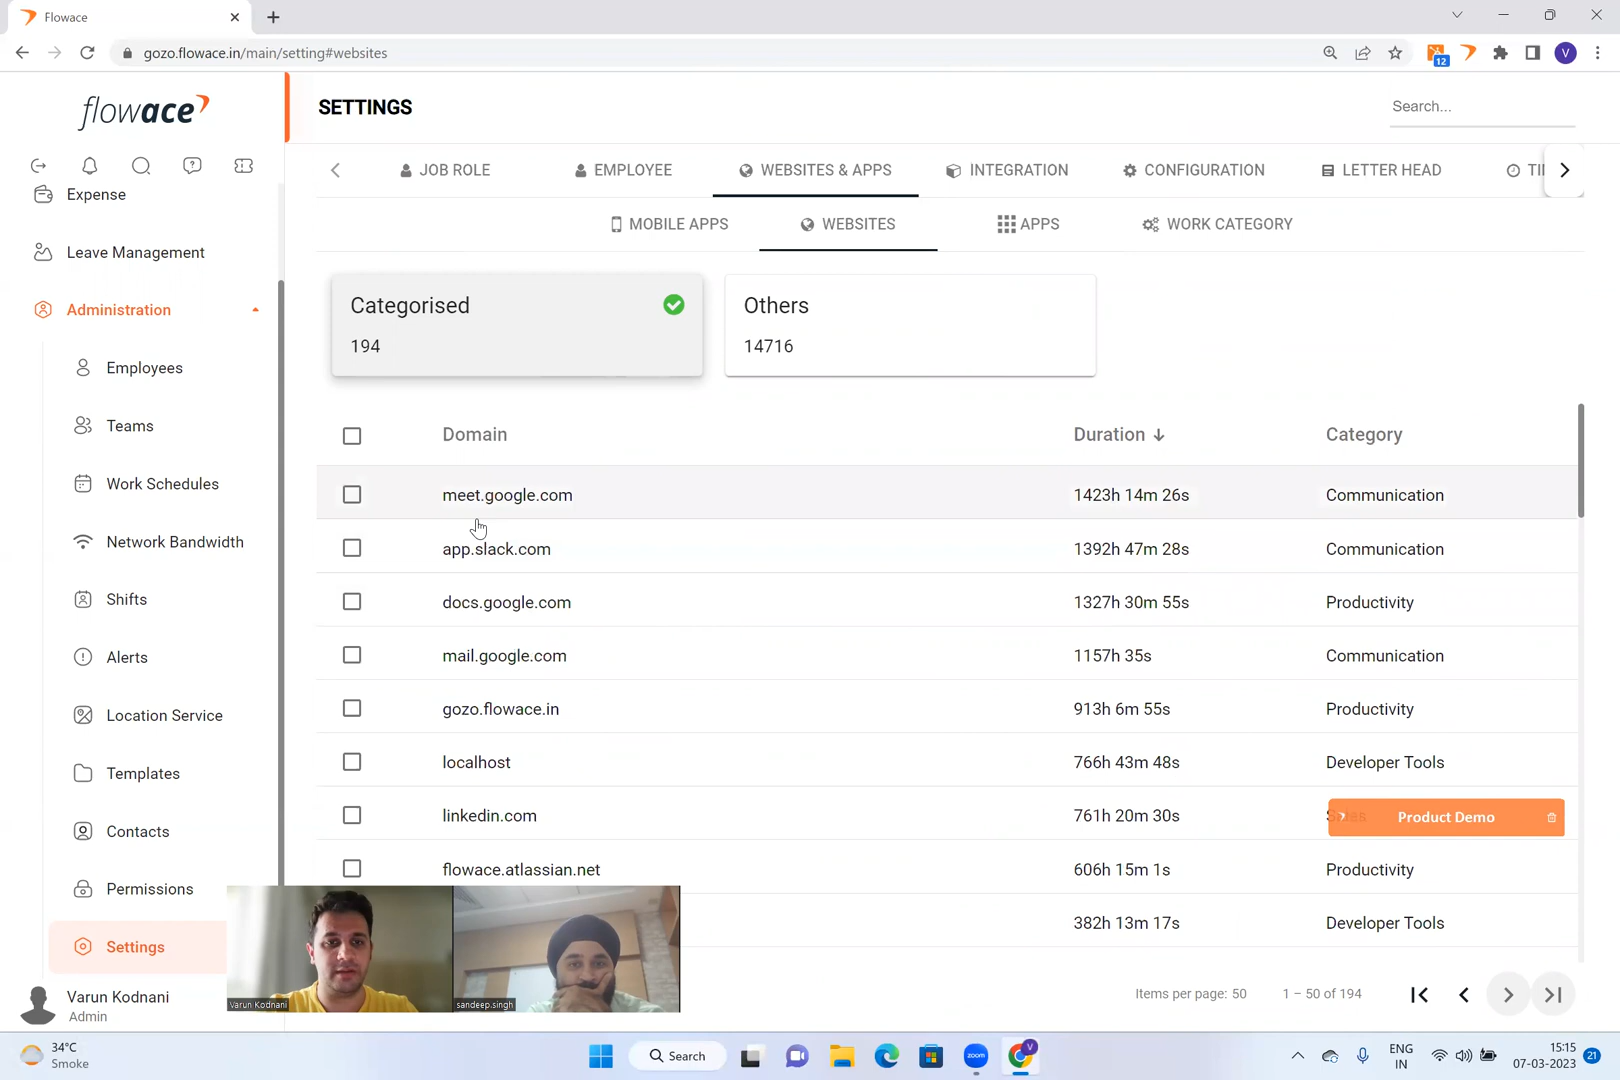 Flowace
gozo.flowace.in/main/setting#websites
12
V
flowace
SETTINGS
Search...
Expense
Leave Management
Administration
Employees
Teams
Work Schedules
Network Bandwidth
Shifts
Alerts
Location Service
Templates
Contacts
Permissions
Settings
Varun Kodnani
Admin
JOB ROLE
EMPLOYEE
WEBSITES & APPS
INTEGRATION
CONFIGURATION
LETTER HEAD
TI
MOBILE APPS
WEBSITES
APPS
WORK CATEGORY
Categorised
194
Others
14716
Domain Duration Category
meet.google.com 1423h 14m 26s Communication
app.slack.com 1392h 47m 28s Communication
docs.google.com 1327h 30m 55s Productivity
mail.google.com 1157h 35s Communication
gozo.flowace.in 913h 6m 55s Productivity
localhost 766h 43m 48s Developer Tools
linkedin.com 761h 20m 30s Sales
Product Demo
flowace.atlassian.net 606h 15m 1s Productivity
382h 13m 17s Developer Tools
Varun Kodnani
sandeep.singh
Items per page: 50 1 – 50 of 194
34°C
Smoke
Search
zoom
V
ENG
IN
15:15
07-03-2023
21